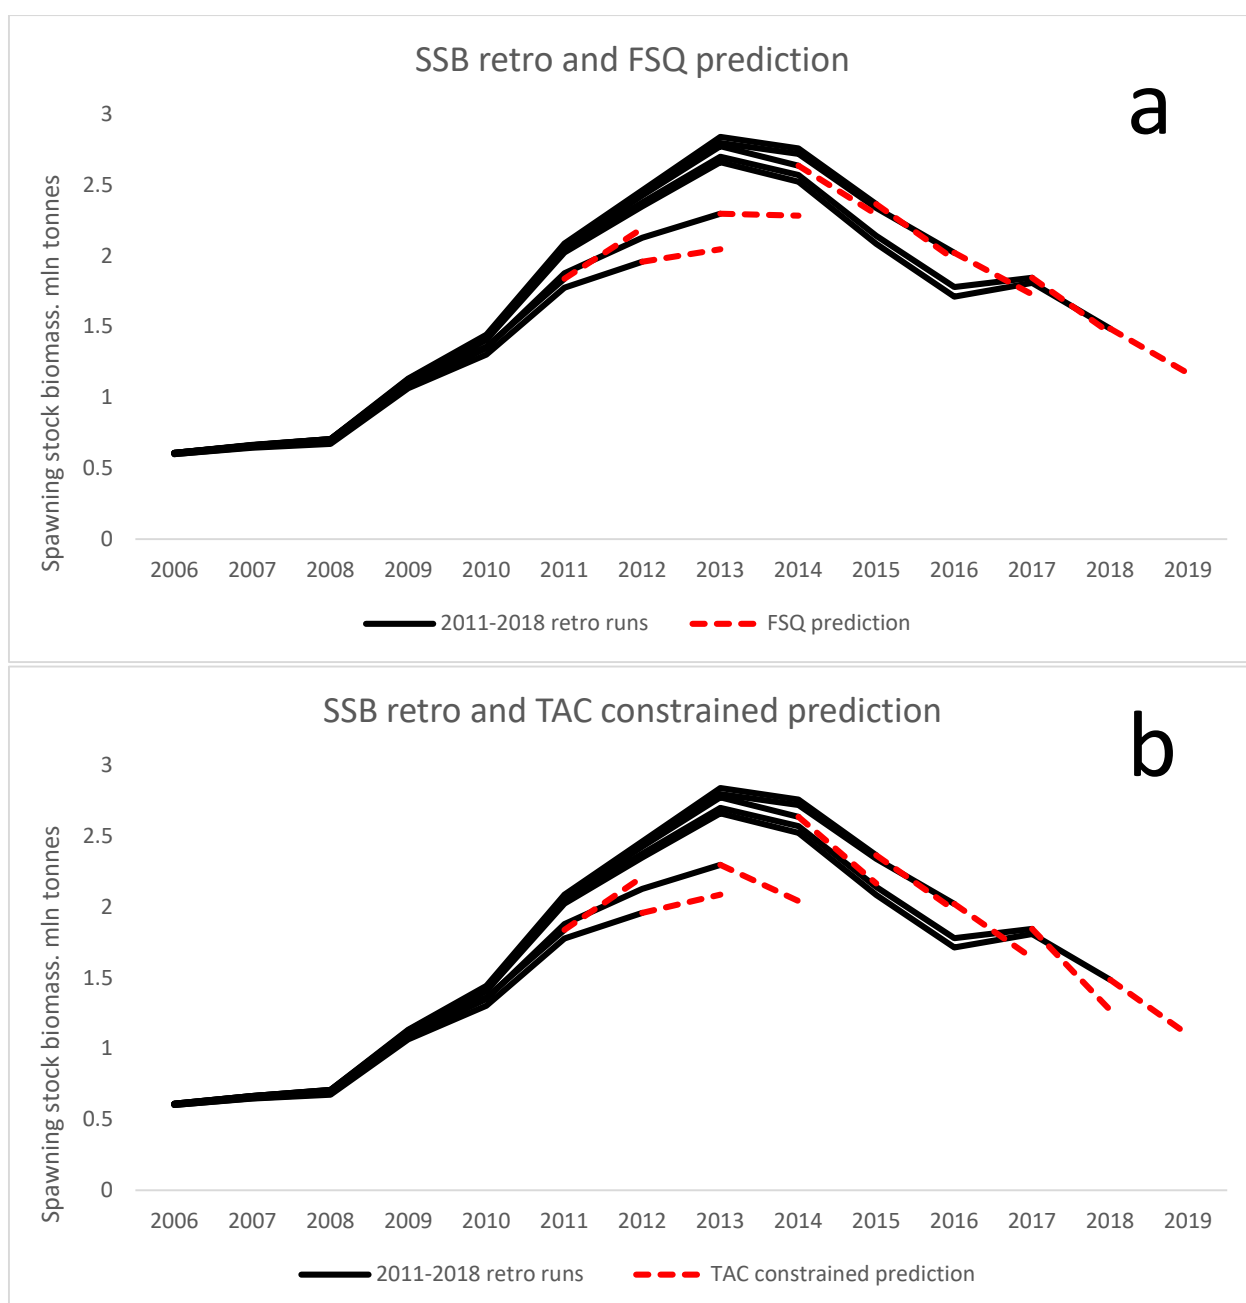 SSB retro and FSQ prediction
a
Spawning stock biomass. mln tonnes
3
2.5
2
1.5
1
0.5
0
2006 2007 2008 2009 2010 2011 2012 2013 2014 2015 2016 2017 2018 2019
2011-2018 retro runs FSQ prediction
SSB retro and TAC constrained prediction
b
Spawning stock biomass. mln tonnes
3
2.5
2
1.5
1
0.5
0
2006 2007 2008 2009 2010 2011 2012 2013 2014 2015 2016 2017 2018 2019
2011-2018 retro runs TAC constrained prediction